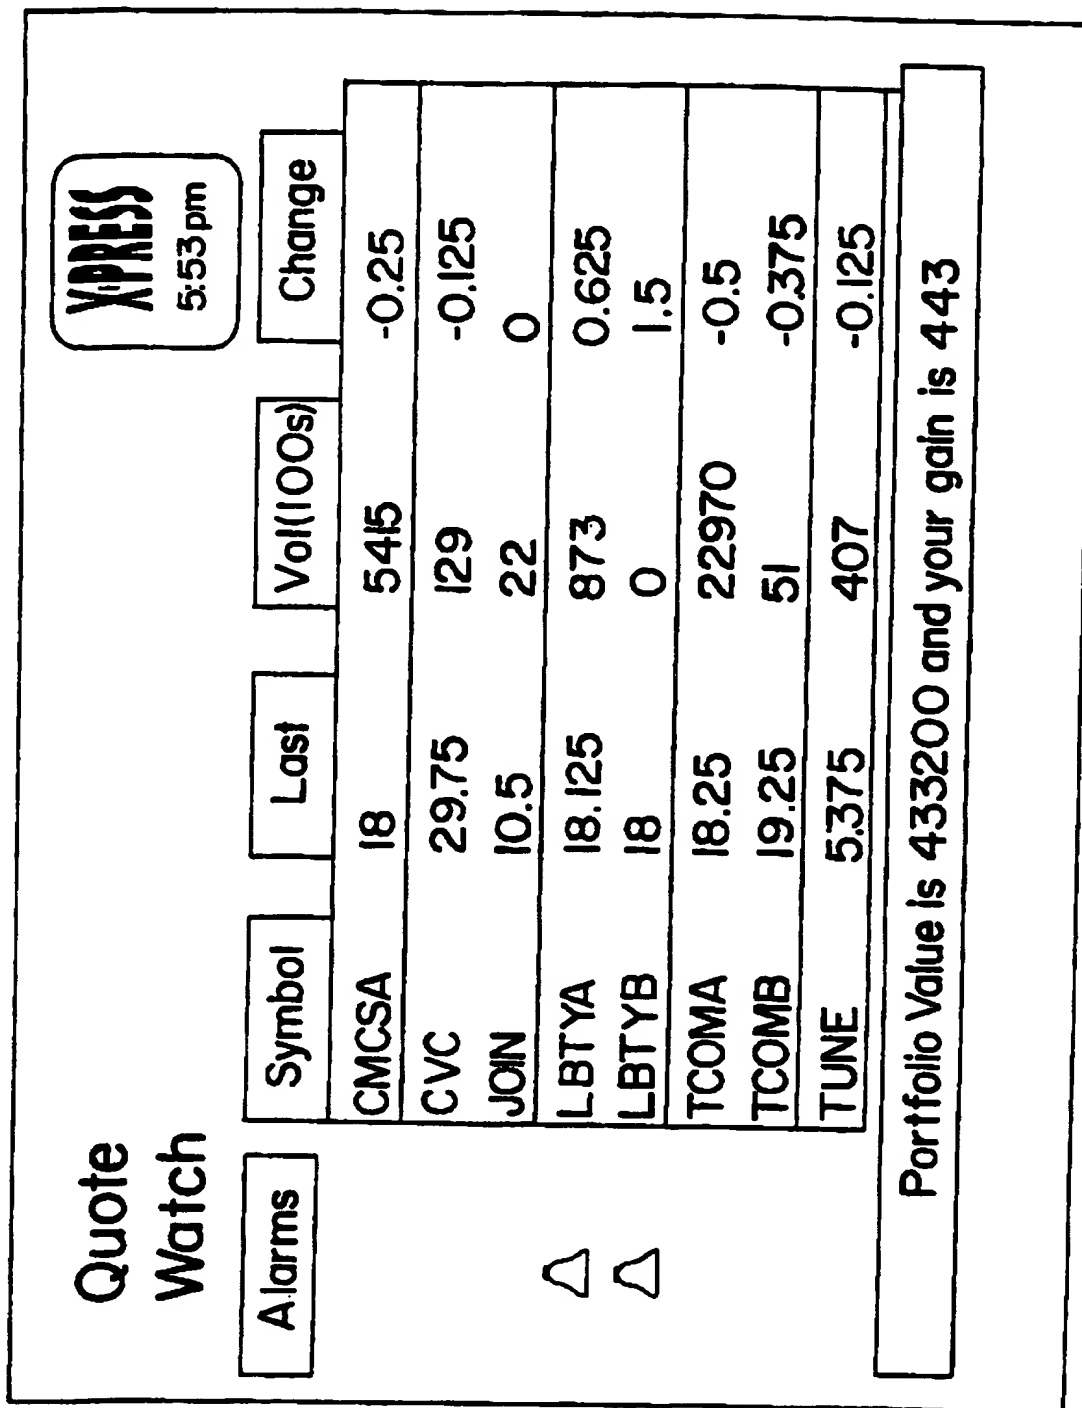 Quote
Watch
X·PRESS
5:53pm
Alarms Symbol Last Vol(100s) Change
CMCSA 18 5415 -0.25
CVC 29.75 129 -0.125
JOIN 10.5 22 0
LBTYA 18.125 873 0.625
LBTYB 18 0 1.5
TCOMA 18.25 22970 -0.5
TCOMB 19.25 51 -0.375
TUNE 5.375 407 -0.125
Portfolio Value is 433200 and your gain is 443